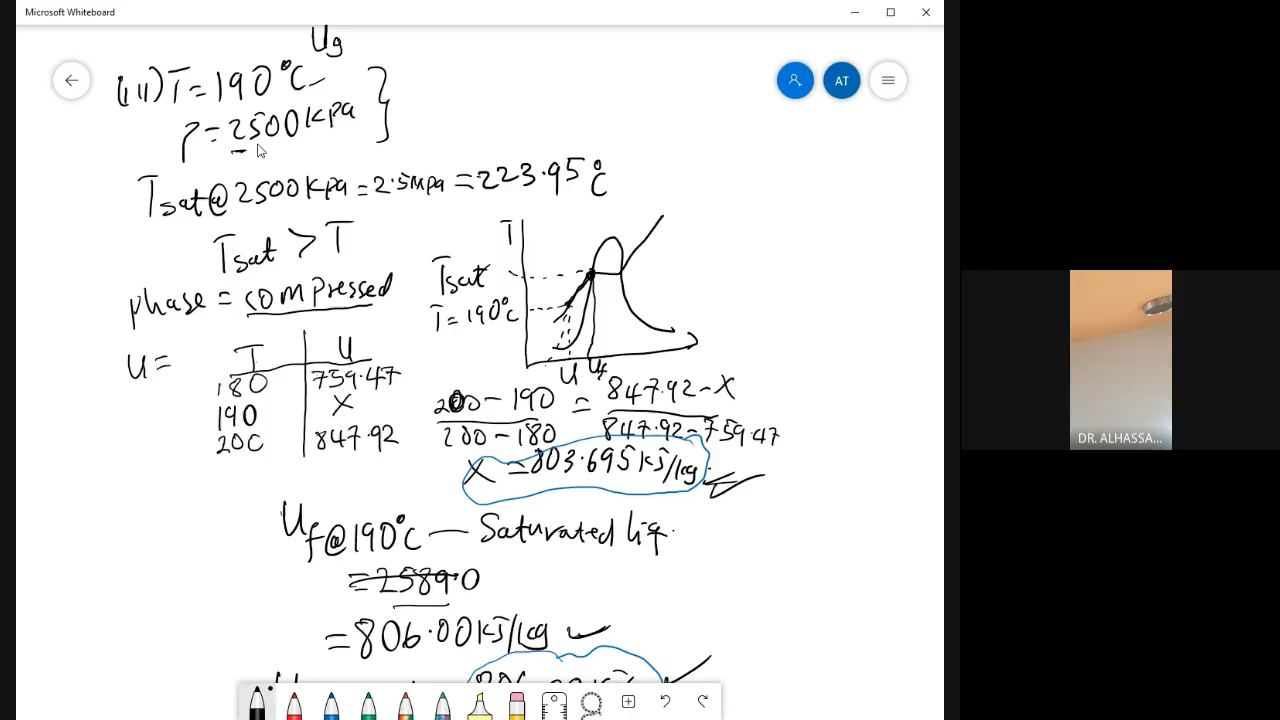 Microsoft Whiteboard
AT
Ug
(iii) T = 190°C
P = 2500 kpa
Tsat@2500kpa = 2.5Mpa = 223.95°C
Tsat > T
phase = compressed
T
Tsat
T = 190°C
u uf
u =
T u
180 759.47
190 X
200 847.92
200 - 190 = 847.92 - X
200 - 180 847.92 - 759.47
X = 803.695 kJ/kg
Uf@190°C — Saturated liq.
= 2589.0
= 806.00 kJ/kg
DR. ALHASSA...